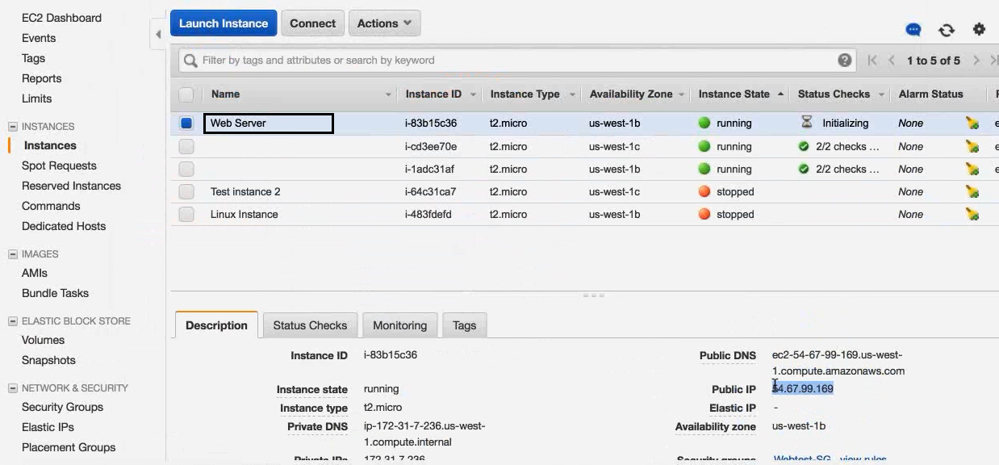 EC2 Dashboard
Events
Tags
Reports
Limits
INSTANCES
Instances
Spot Requests
Reserved Instances
Commands
Dedicated Hosts
IMAGES
AMIs
Bundle Tasks
ELASTIC BLOCK STORE
Volumes
Snapshots
NETWORK & SECURITY
Security Groups
Elastic IPs
Placement Groups
Launch Instance Connect Actions
Filter by tags and attributes or search by keyword 1 to 5 of 5
Name Instance ID Instance Type Availability Zone Instance State Status Checks Alarm Status
Web Server i-83b15c36 t2.micro us-west-1b running Initializing None
i-cd3ee70e t2.micro us-west-1c running 2/2 checks ... None
i-1adc31af t2.micro us-west-1b running 2/2 checks ... None
Test instance 2 i-64c31ca7 t2.micro us-west-1c stopped None
Linux Instance i-483fdefd t2.micro us-west-1b stopped None
Description Status Checks Monitoring Tags
Instance ID i-83b15c36 Public DNS ec2-54-67-99-169.us-west-
1.compute.amazonaws.com
Instance state running Public IP 54.67.99.169
Instance type t2.micro Elastic IP -
Private DNS ip-172-31-7-236.us-west- Availability zone us-west-1b
1.compute.internal
Private IPs 172.31.7.236 Security groups Webtest-SG. view rules